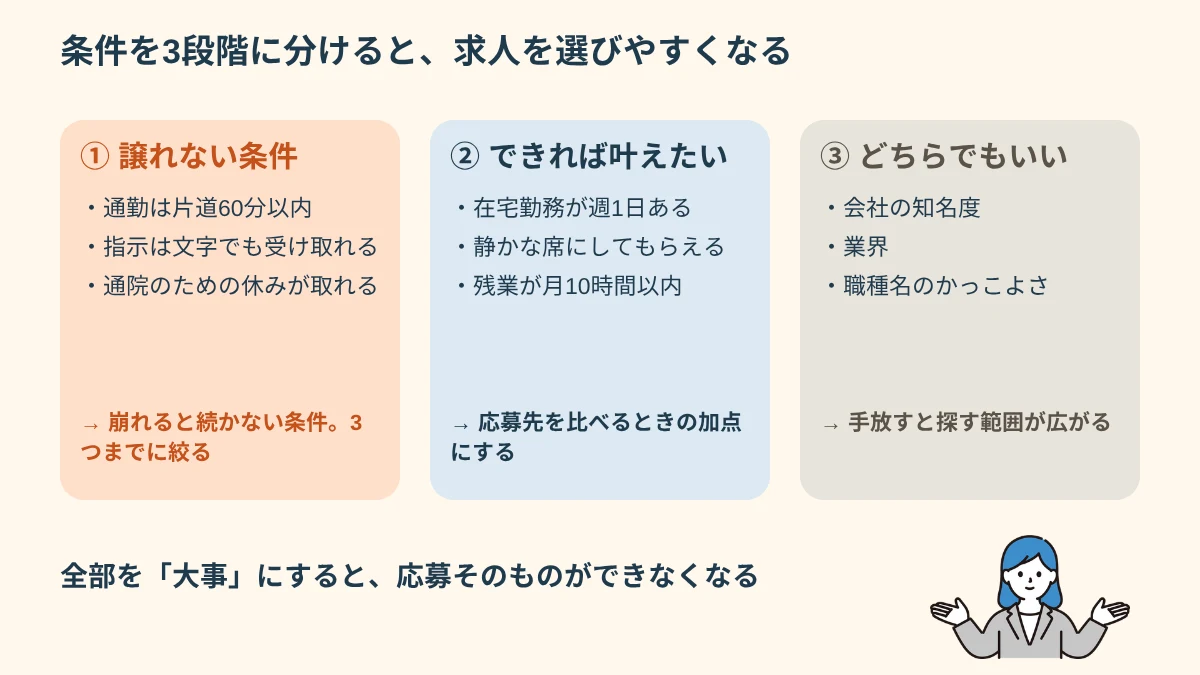 条件を3段階に分けると、求人を選びやすくなる
① 譲れない条件
・通勤は片道60分以内
・指示は文字でも受け取れる
・通院のための休みが取れる
→ 崩れると続かない条件。3
つまでに絞る
② できれば叶えたい
・在宅勤務が週1日ある
・静かな席にしてもらえる
・残業が月10時間以内
→ 応募先を比べるときの加点
にする
③ どちらでもいい
・会社の知名度
・業界
・職種名のかっこよさ
→ 手放すと探す範囲が広がる
全部を「大事」にすると、応募そのものができなくなる